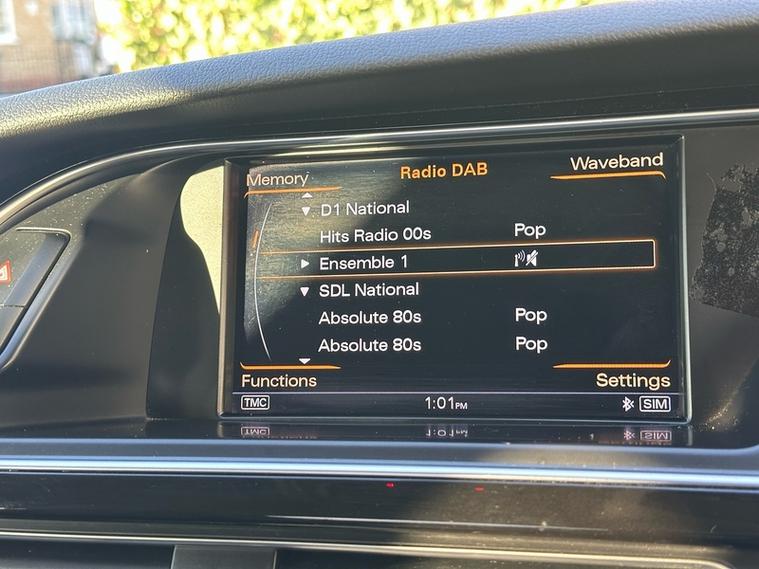 Memory Radio DAB Waveband
D1 National
Hits Radio 00s Pop
Ensemble 1
SDL National
Absolute 80s Pop
Absolute 80s Pop
Functions Settings
TMC 1:01PM SIM